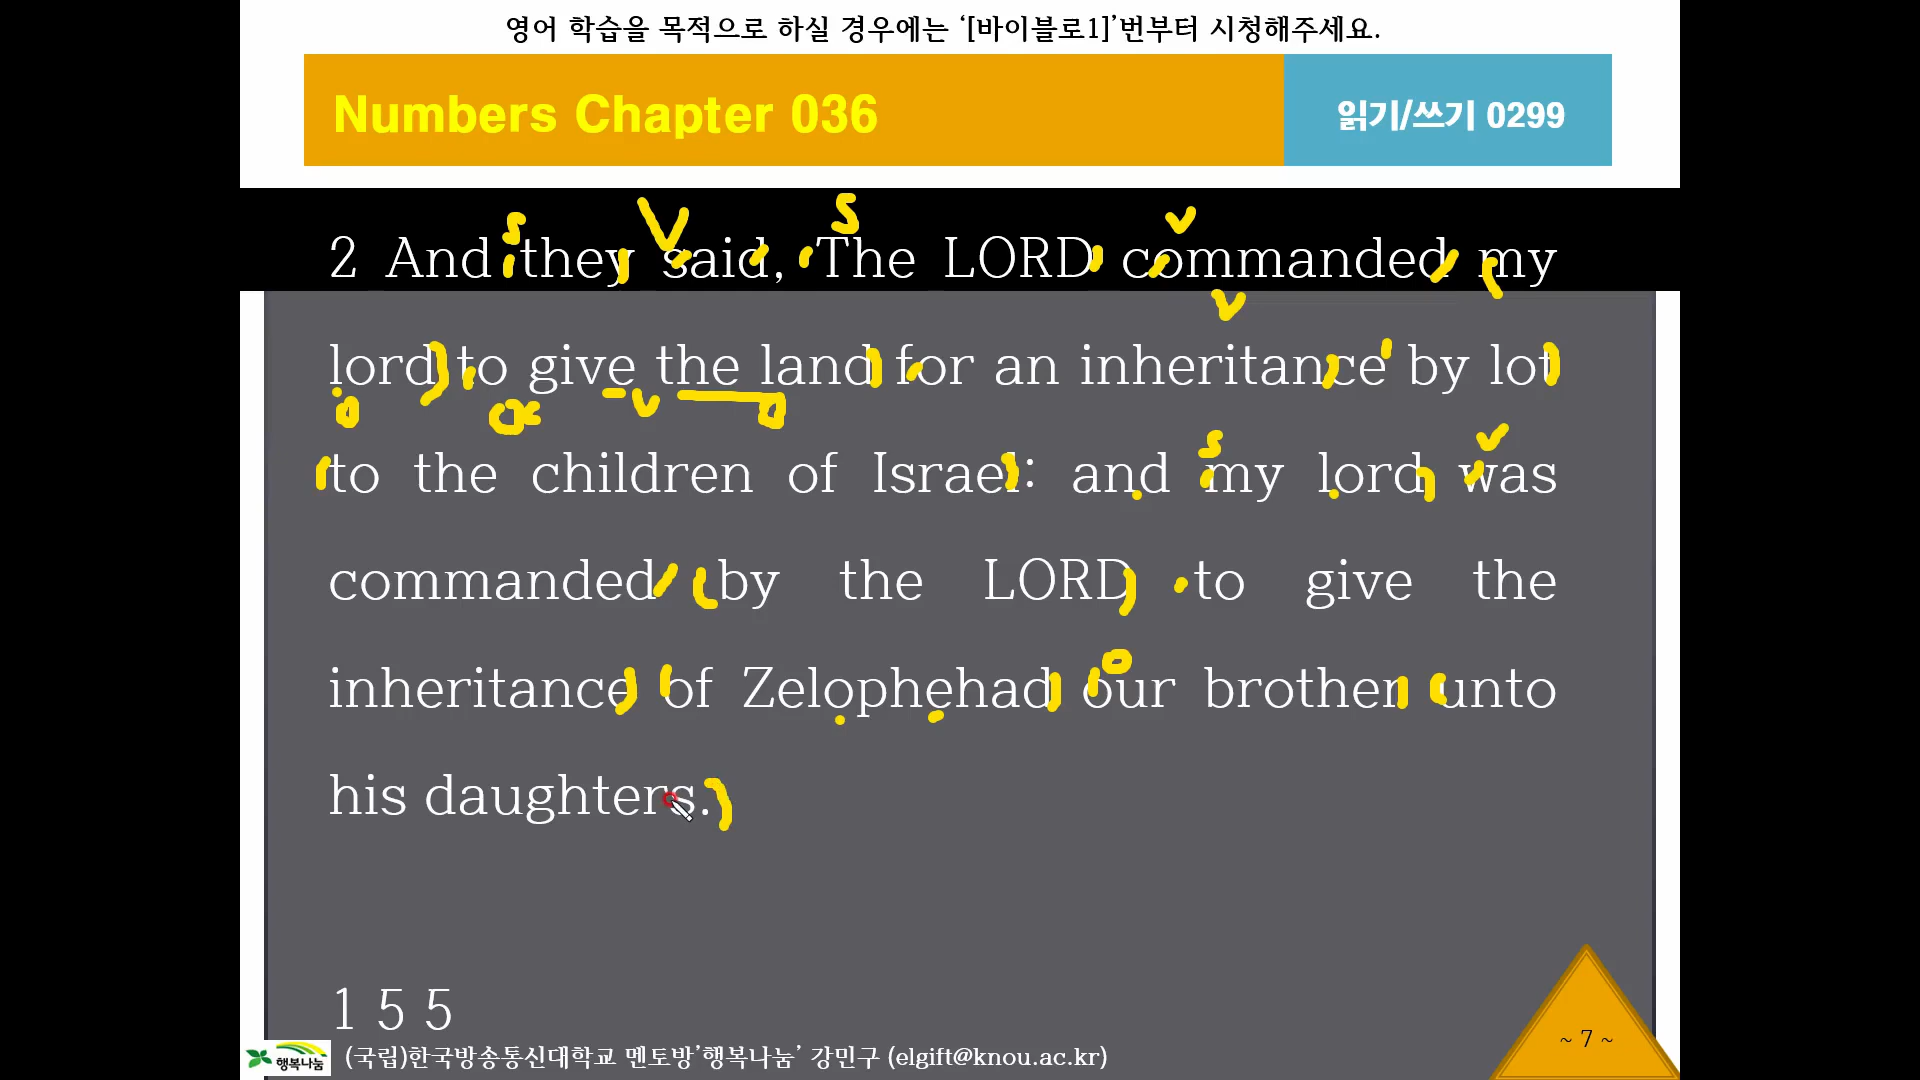 영어 학습을 목적으로 하실 경우에는 ‘[바이블로1]’번부터 시청해주세요.
Numbers Chapter 036
읽기/쓰기 0299
2 And they said, The LORD commanded my
lord to give the land for an inheritance by lot
to the children of Israel: and my lord was
commanded by the LORD to give the
inheritance of Zelophehad our brother unto
his daughters.
1 5 5
~ 7 ~
행복나눔
(국립)한국방송통신대학교 멘토방’행복나눔’ 강민구 (elgift@knou.ac.kr)